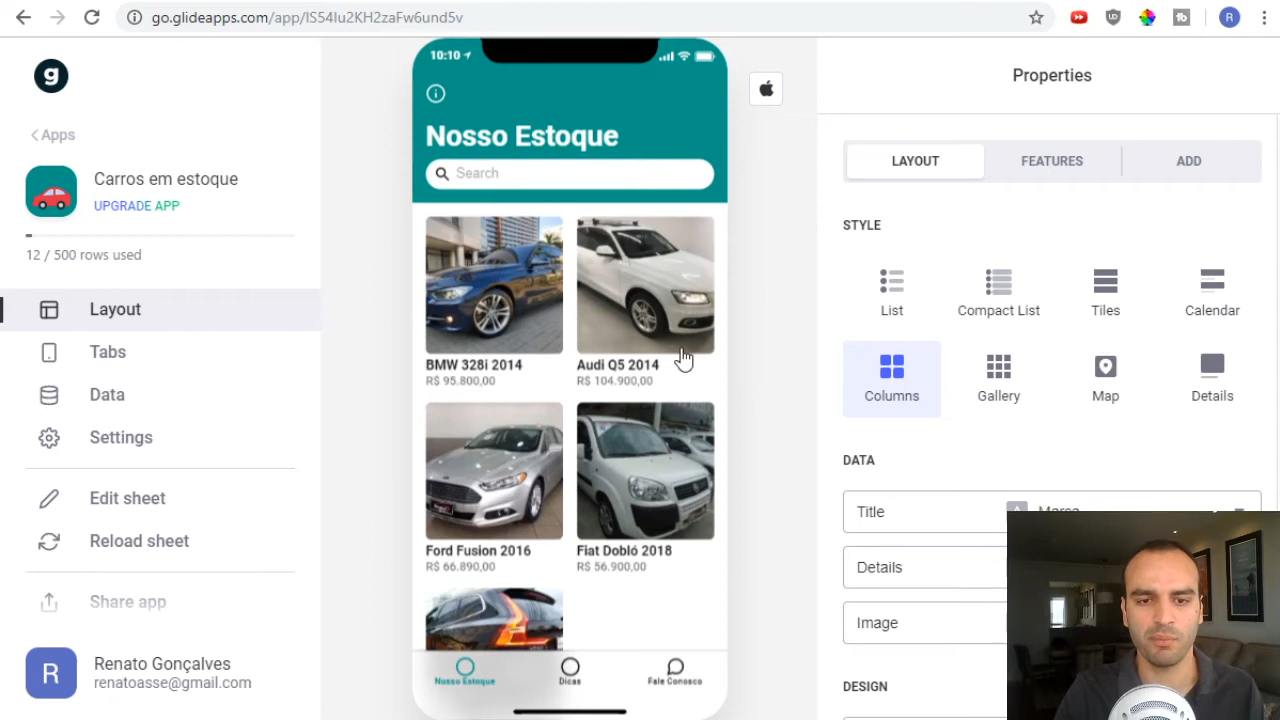 go.glideapps.com/app/IS54Iu2KH2zaFw6und5v
R
g
Apps
Carros em estoque
UPGRADE APP
12 / 500 rows used
Layout
Tabs
Data
Settings
Edit sheet
Reload sheet
Share app
R
Renato Gonçalves
renatoasse@gmail.com
10:10
Nosso Estoque
Search
BMW 328i 2014
R$ 95.800,00
Audi Q5 2014
R$ 104.900,00
Ford Fusion 2016
R$ 66.890,00
Fiat Dobló 2018
R$ 56.900,00
Nosso Estoque
Dicas
Fale Conosco
Properties
LAYOUT
FEATURES
ADD
STYLE
List
Compact List
Tiles
Calendar
Columns
Gallery
Map
Details
DATA
Title
Marca
Details
Image
DESIGN